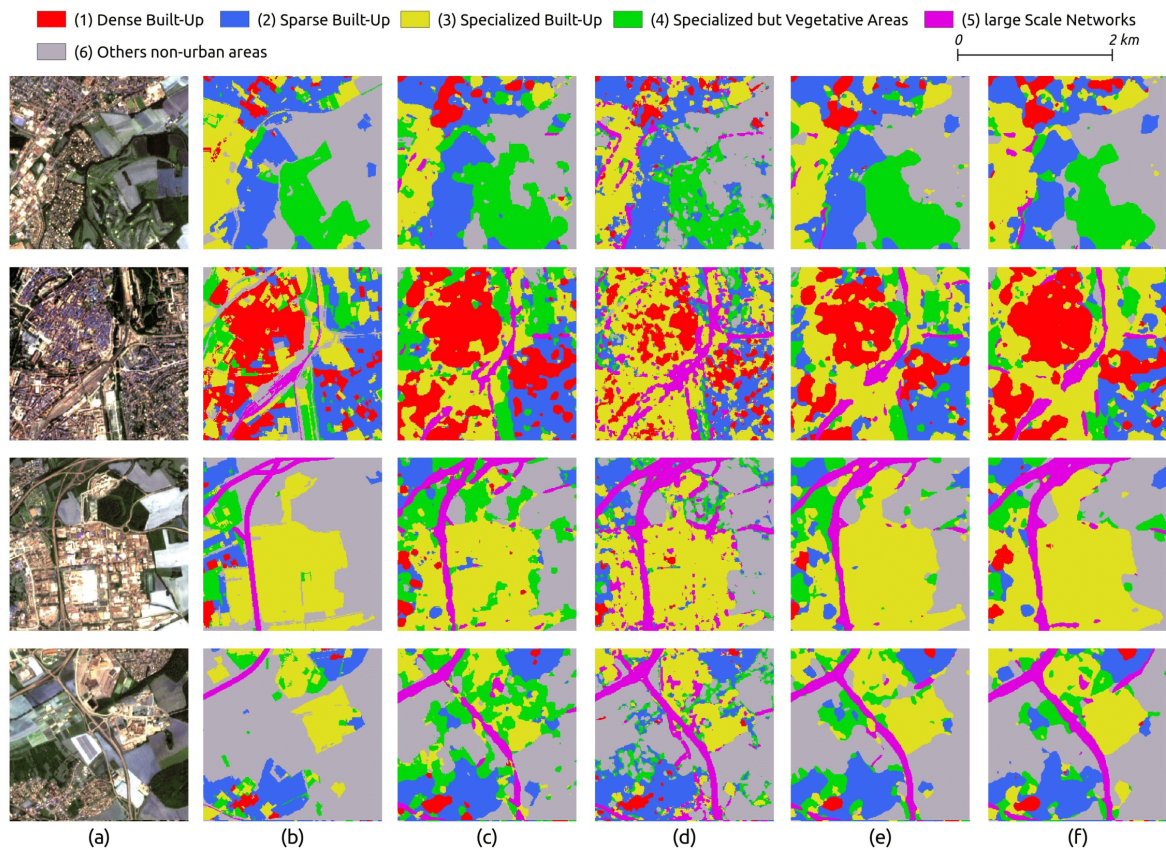 (1) Dense Built-Up (2) Sparse Built-Up (3) Specialized Built-Up (4) Specialized but Vegetative Areas (5) large Scale Networks
(6) Others non-urban areas 0 2 km
(a) (b) (c) (d) (e) (f)